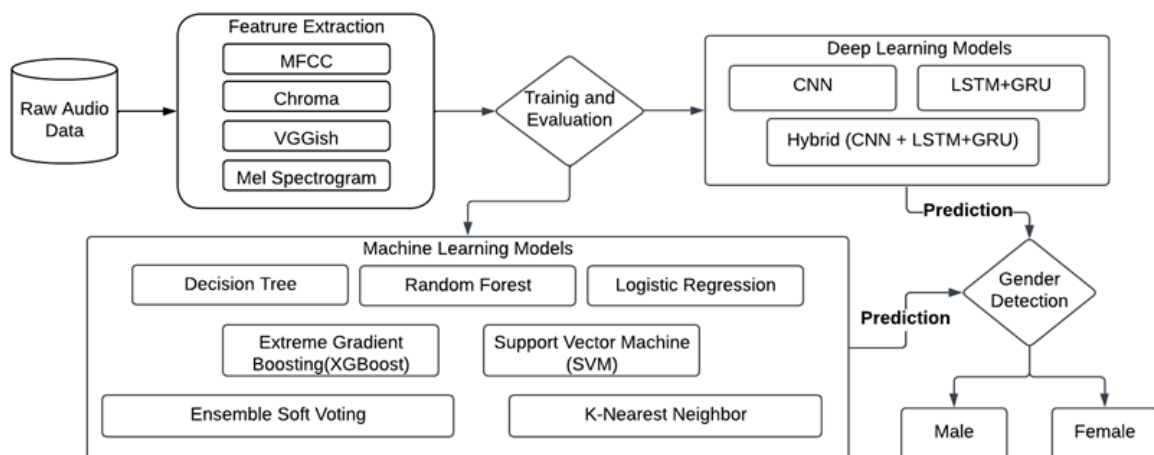 Featrure Extraction
MFCC
Chroma
VGGish
Mel Spectrogram
Raw Audio
Data
Trainig and
Evaluation
Deep Learning Models
CNN
LSTM+GRU
Hybrid (CNN + LSTM+GRU)
Prediction
Machine Learning Models
Decision Tree
Random Forest
Logistic Regression
Extreme Gradient
Boosting(XGBoost)
Support Vector Machine
(SVM)
Ensemble Soft Voting
K-Nearest Neighbor
Prediction
Gender
Detection
Male
Female